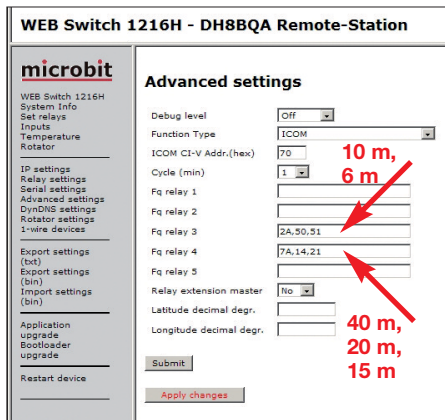 WEB Switch 1216H - DH8BQA Remote-Station
microbit
WEB Switch 1216H
System Info
Set relays
Inputs
Temperature
Rotator
IP settings
Relay settings
Serial settings
Advanced settings
DynDNS settings
Rotator settings
1-wire devices
Export settings
(txt)
Export settings
(bin)
Import settings
(bin)
Application
upgrade
Bootloader
upgrade
Restart device
Advanced settings
Debug level Off
Function Type ICOM
ICOM CI-V Addr.(hex) 70
Cycle (min) 1
Fq relay 1
Fq relay 2
Fq relay 3 2A,50,51
Fq relay 4 7A,14,21
Fq relay 5
Relay extension master No
Latitude decimal degr.
Longitude decimal degr.
Submit
Apply changes
10 m,
6 m
40 m,
20 m,
15 m